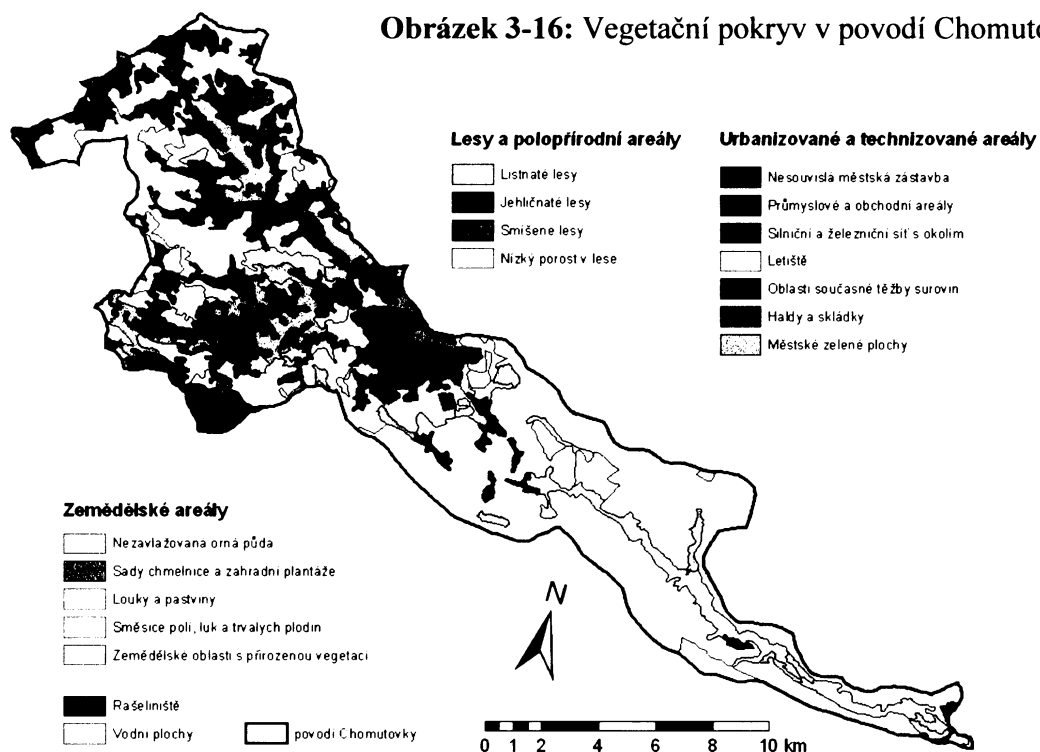 Obrázek 3-16: Vegetační pokryv v povodí Chomuto
Lesy a polopřírodní areály
Listnaté lesy
Jehličnaté lesy
Smíšene lesy
Nízký porost v lese
Urbanizované a technizované areály
Nesouvislá městská zástavba
Průmyslové a obchodní areály
Silniční a železniční síť s okolím
Letiště
Oblasti současné těžby surovin
Haldy a skládky
Městské zelené plochy
Zemědělské areály
Nezavlažovaná orná půda
Sady chmelnice a zahradní plantáže
Louky a pastviny
Směsice polí, luk a trvalých plodin
Zemědělské oblasti s přirozenou vegetací
Rašeliniště
Vodní plochy
povodí Chomutovky
N
0 1 2 4 6 8 10 km